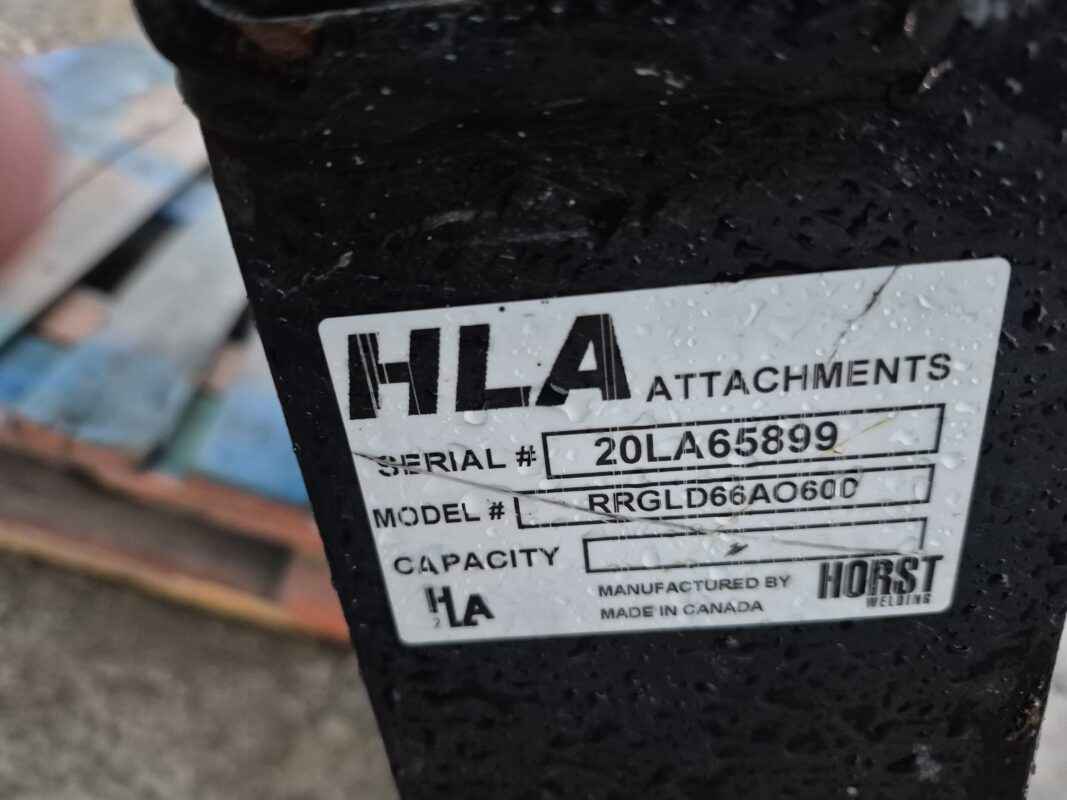 HLA ATTACHMENTS
SERIAL # 20LA65899
MODEL # RRGLD66AO600
CAPACITY
HLA
MANUFACTURED BY
MADE IN CANADA
HORST
WELDING